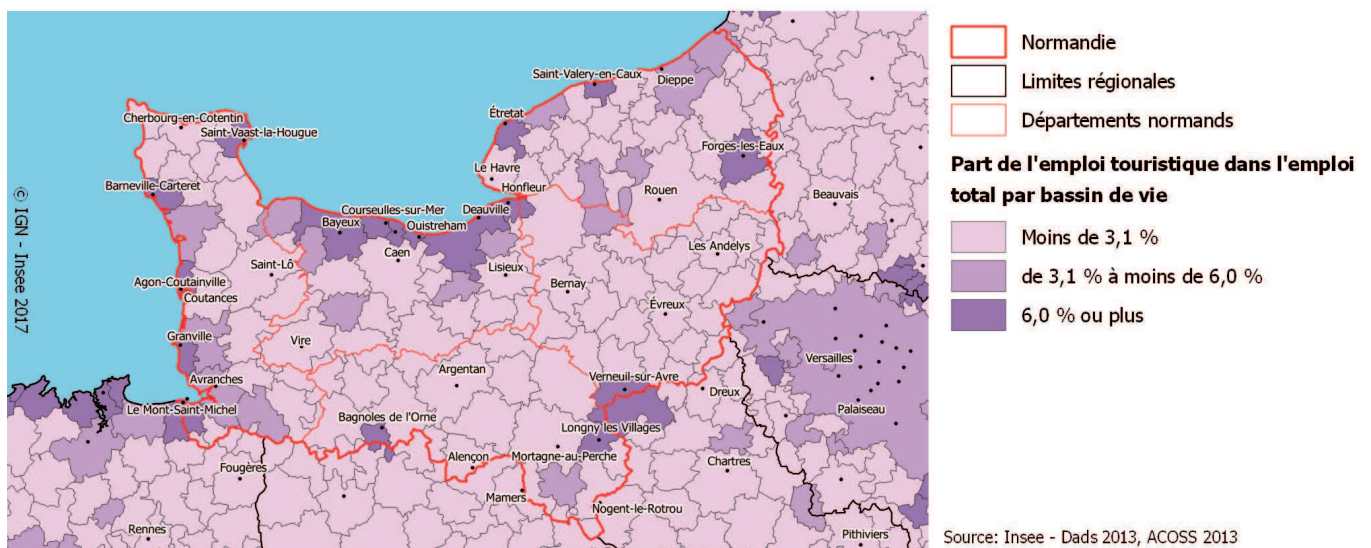 © IGN - Insee 2017
Saint-Valery-en-Caux
Dieppe
Étretat
Cherbourg-en-Cotentin
Saint-Vaast-la-Hougue
Forges-les-Eaux
Le Havre
Honfleur
Rouen
Beauvais
Barneville-Carteret
Courseulles-sur-Mer
Deauville
Bayeux
Ouistreham
Caen
Les Andelys
Saint-Lô
Lisieux
Bernay
Agon-Coutainville
Coutances
Évreux
Granville
Vire
Versailles
Argentan
Verneuil-sur-Avre
Avranches
Dreux
Le Mont-Saint-Michel
Palaiseau
Bagnoles de l'Orne
Longny les Villages
Alençon
Mortagne-au-Perche
Chartres
Fougères
Mamers
Nogent-le-Rotrou
Rennes
Pithiviers
Normandie
Limites régionales
Départements normands
Part de l'emploi touristique dans l'emploi
total par bassin de vie
Moins de 3,1 %
de 3,1 % à moins de 6,0 %
6,0 % ou plus
Source: Insee - Dads 2013, ACOSS 2013